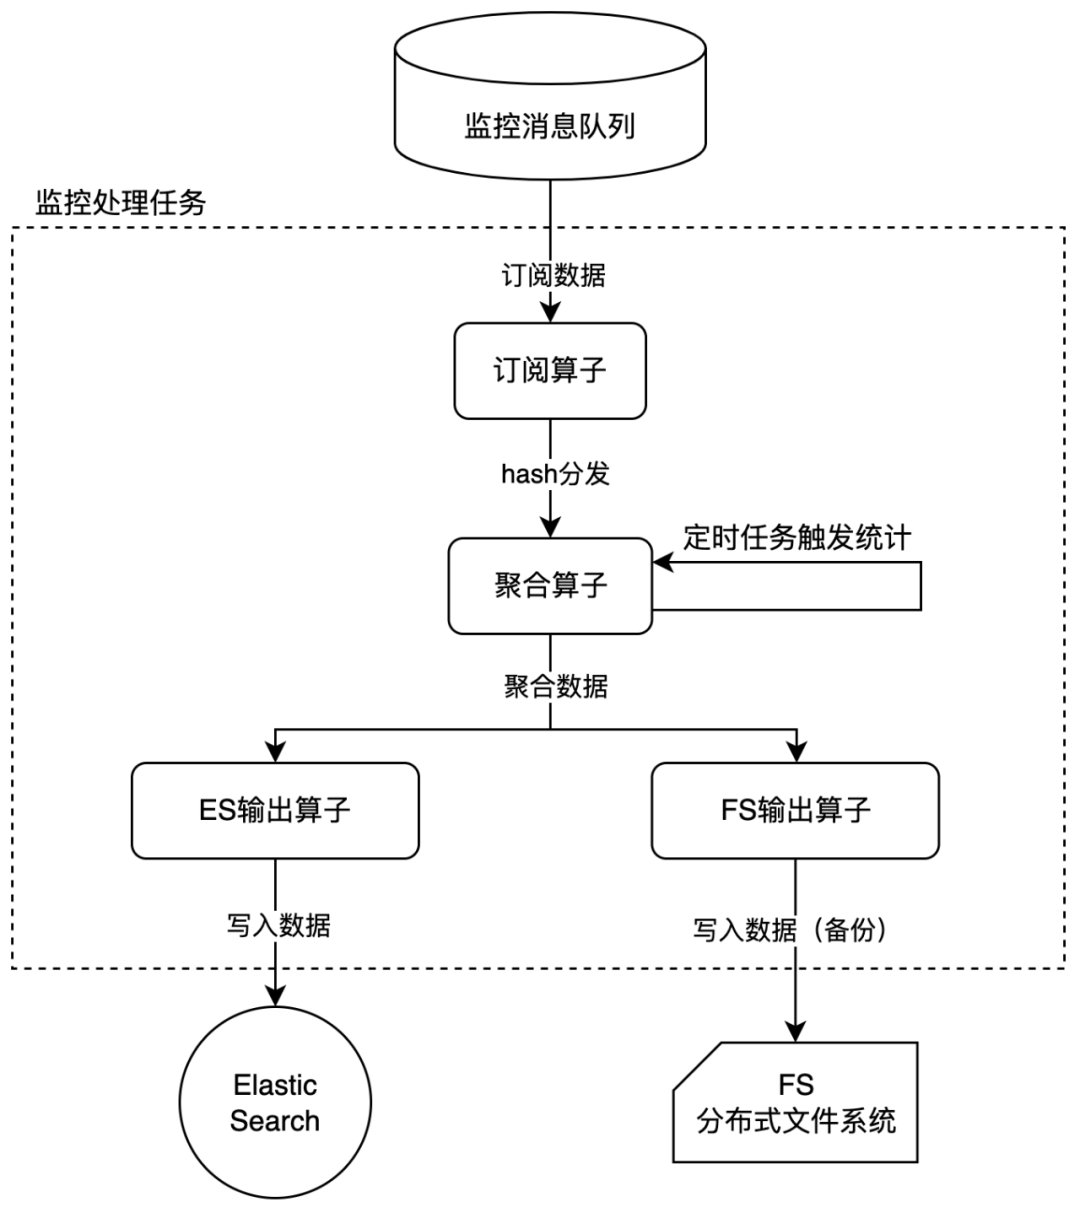 监控消息队列
监控处理任务
订阅数据
订阅算子
hash分发
定时任务触发统计
聚合算子
聚合数据
ES输出算子
FS输出算子
写入数据
写入数据（备份）
Elastic
Search
FS
分布式文件系统